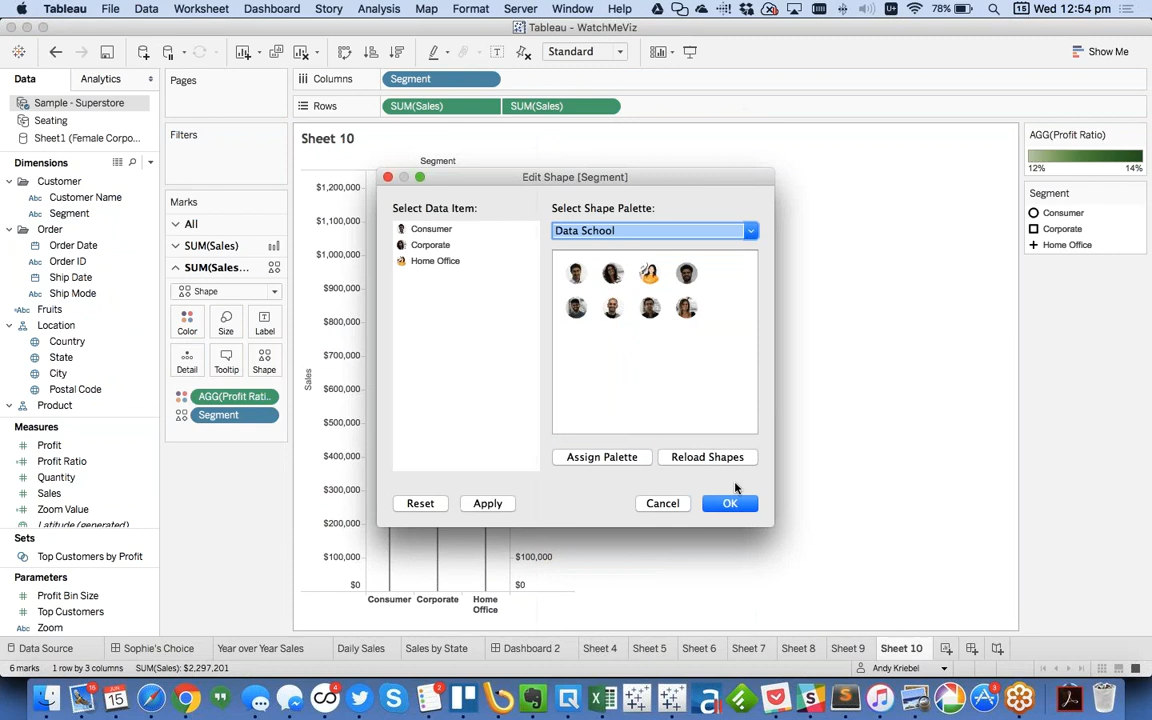 Tableau File Data Worksheet Dashboard Story Analysis Map Format Server Window Help 78% Wed 12:54 pm
Tableau - WatchMeViz
Standard Show Me
Data Analytics Pages Columns Segment
Sample - Superstore Rows SUM(Sales) SUM(Sales)
Seating
Sheet1 (Female Corpo... Filters Sheet 10 AGG(Profit Ratio)
Dimensions Segment 12% 14%
Customer
Abc Customer Name
Abc Segment
Order
Order Date
Abc Order ID
Ship Date
Abc Ship Mode
Abc Fruits
Location
Country
State
City
Postal Code
Product
Measures
Profit
Profit Ratio
Quantity
Sales
Zoom Value
Latitude (generated)
Sets
Top Customers by Profit
Parameters
Profit Bin Size
Top Customers
Zoom
Marks
All
SUM(Sales)
SUM(Sales...
Shape
Color Size Label
Detail Tooltip Shape
AGG(Profit Rati..
Segment
Sales
$1,200,000
$1,100,000
$1,000,000
$900,000
$800,000
$700,000
$600,000
$500,000
$400,000
$300,000
$200,000
$100,000 $100,000
$0 $0
Consumer Corporate Home
Office
Edit Shape [Segment]
Select Data Item: Select Shape Palette:
Consumer Data School
Corporate
Home Office
Assign Palette Reload Shapes
Reset Apply Cancel OK
Segment
Consumer
Corporate
Home Office
Data Source Sophie's Choice Year over Year Sales Daily Sales Sales by State Dashboard 2 Sheet 4 Sheet 5 Sheet 6 Sheet 7 Sheet 8 Sheet 9 Sheet 10
6 marks 1 row by 3 columns SUM(Sales): $2,297,201 Andy Kriebel